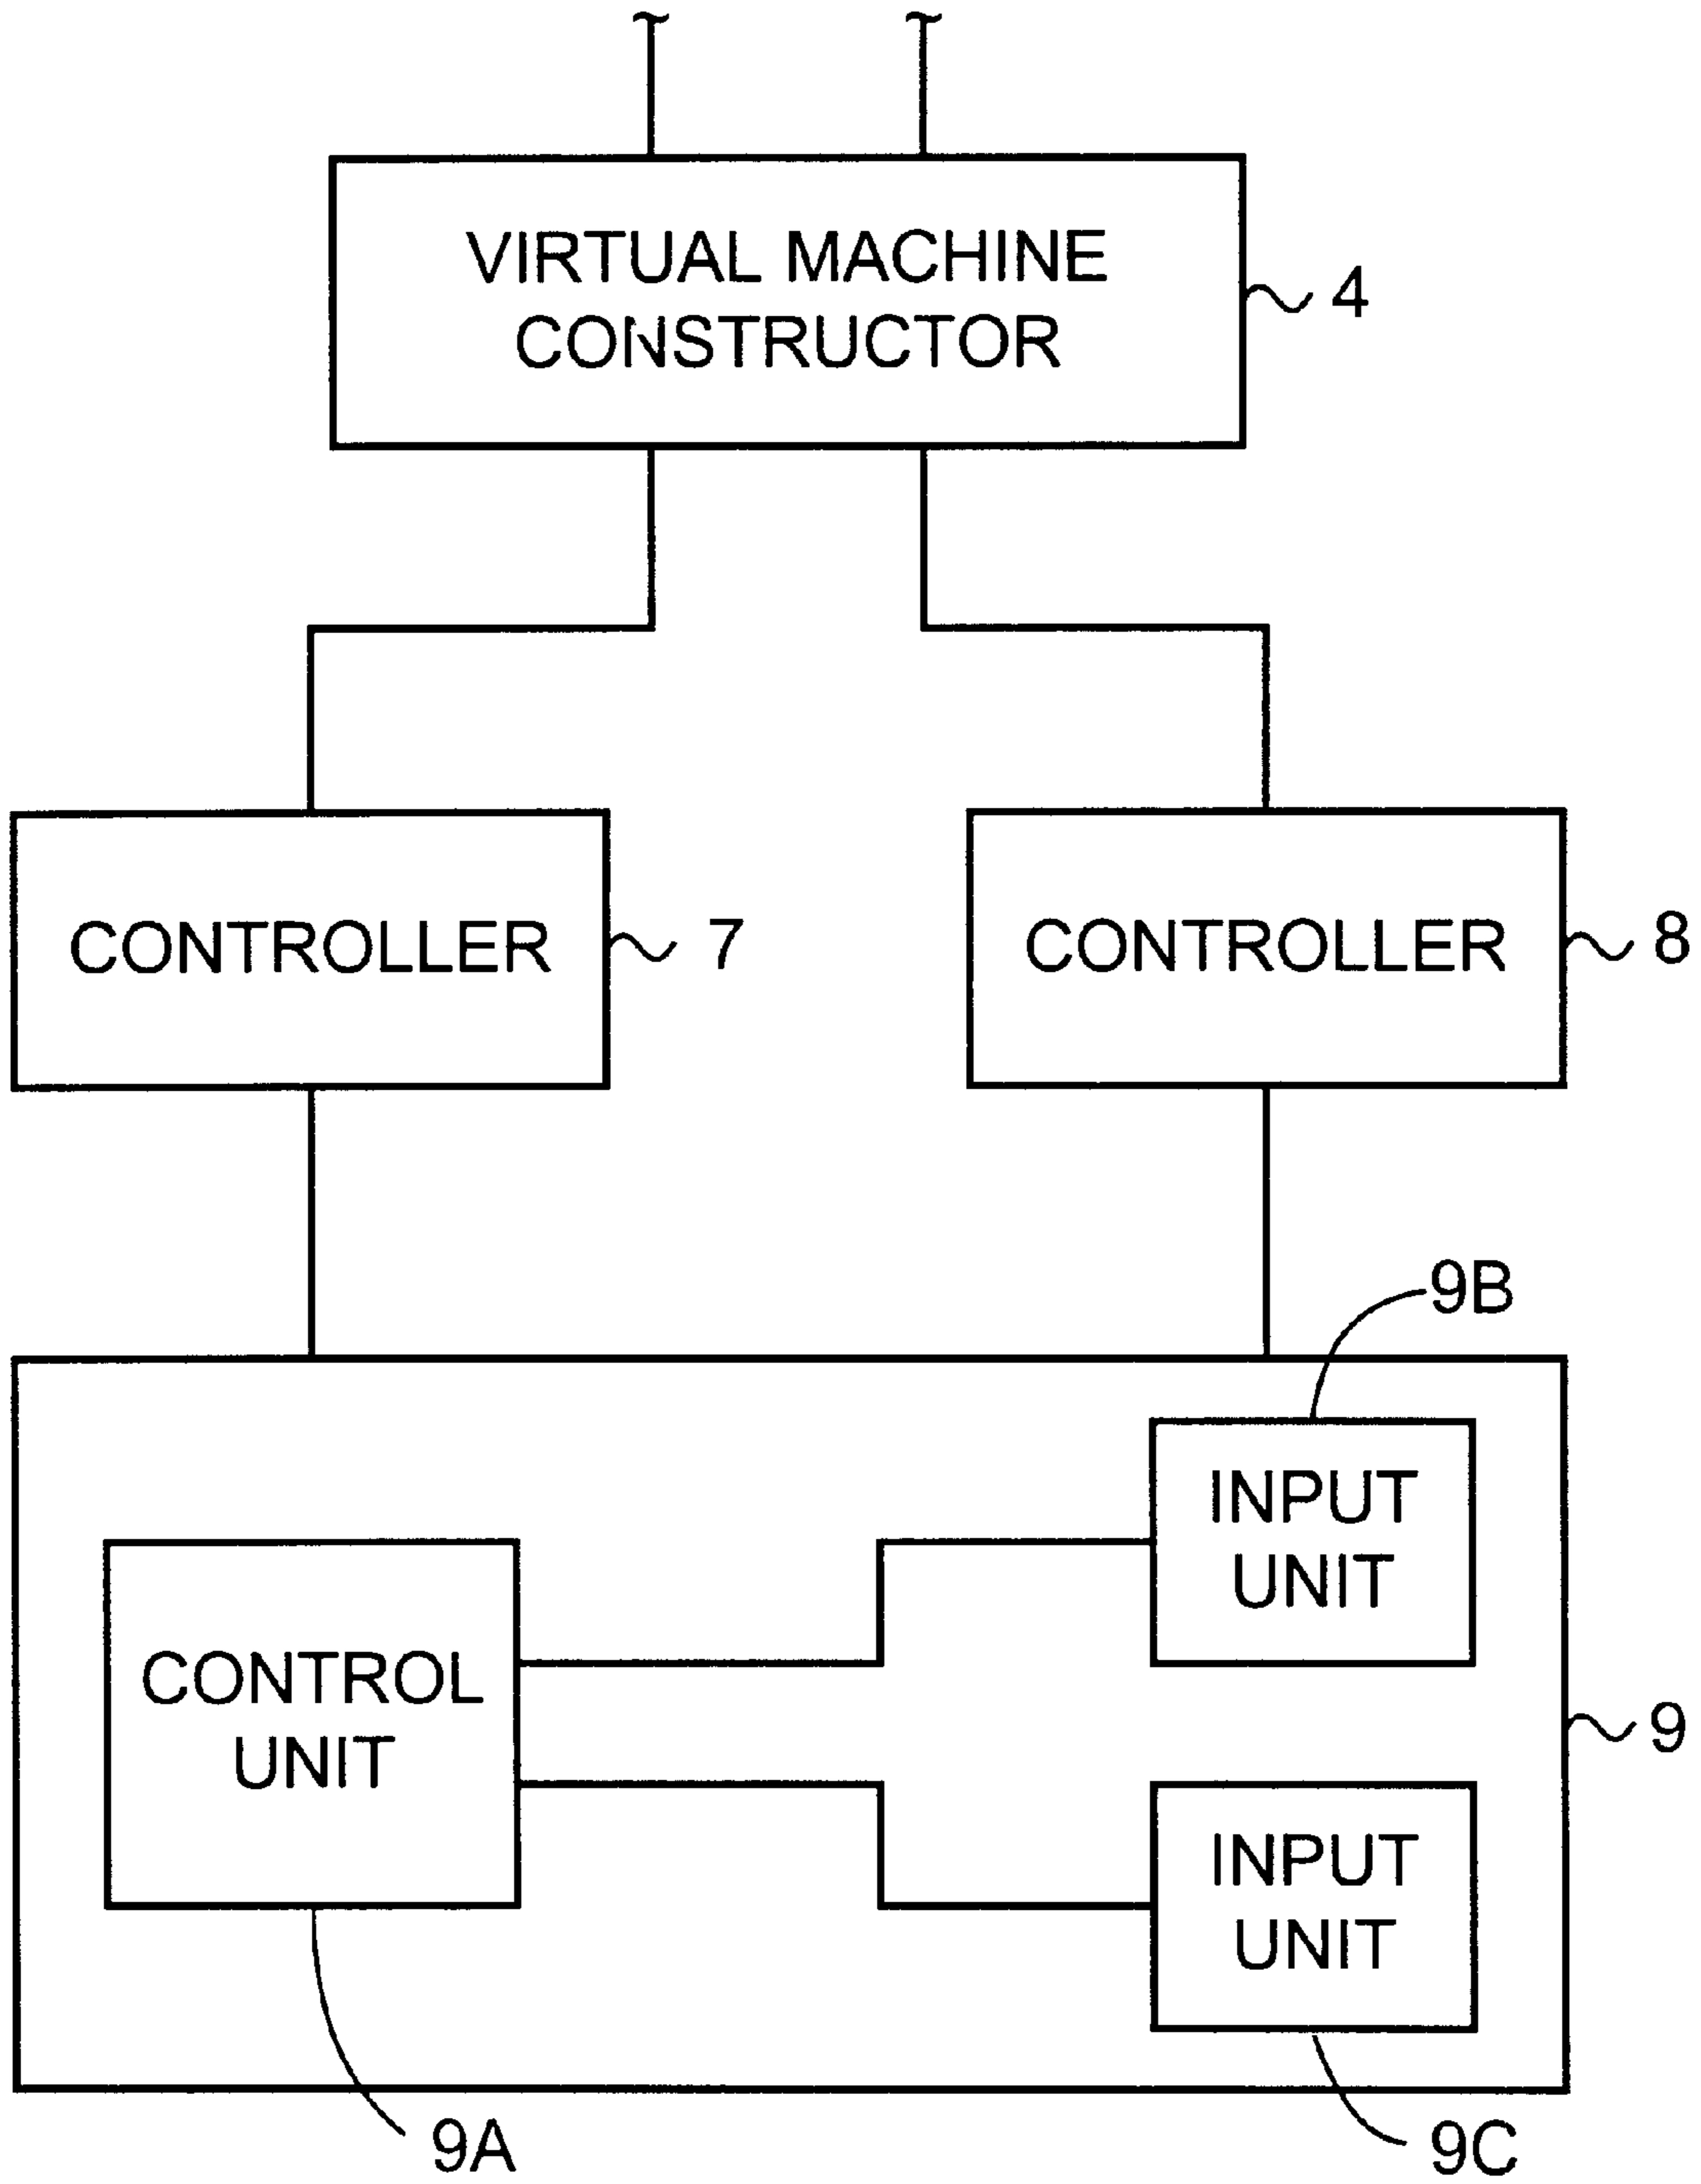 VIRTUAL MACHINE
CONSTRUCTOR
4
CONTROLLER
7
CONTROLLER
8
9B
INPUT
UNIT
CONTROL
UNIT
9
INPUT
UNIT
9A
9C